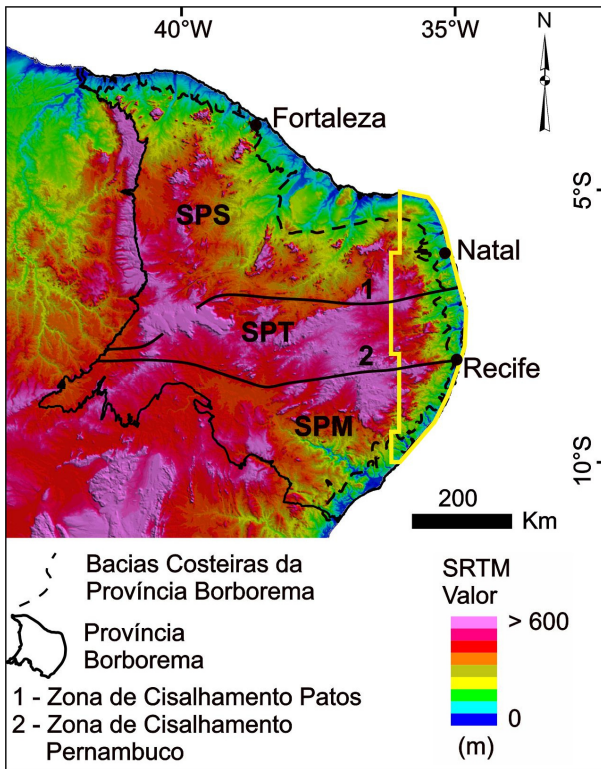 40°W 35°W
N
Fortaleza
5°S
SPS
Natal
1
SPT
2
Recife
SPM
10°S
200
Km
Bacias Costeiras da
Província Borborema
Província
Borborema
1 - Zona de Cisalhamento Patos
2 - Zona de Cisalhamento
Pernambuco
SRTM
Valor
> 600
0
(m)